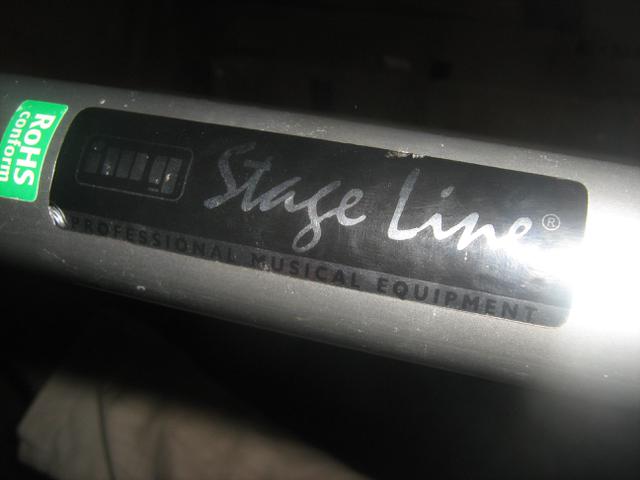 RoHS
conform
Stage Line®
PROFESSIONAL MUSICAL EQUIPMENT